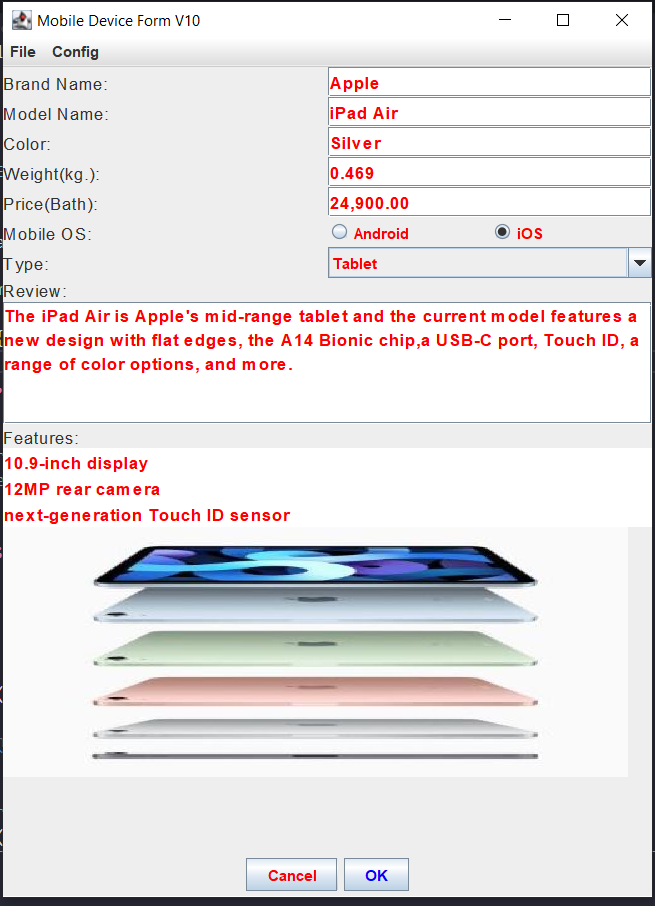 Mobile Device Form V10
File Config
Brand Name: Apple
Model Name: iPad Air
Color: Silver
Weight(kg.): 0.469
Price(Bath): 24,900.00
Mobile OS: Android iOS
Type: Tablet
Review:
The iPad Air is Apple's mid-range tablet and the current model features a
new design with flat edges, the A14 Bionic chip,a USB-C port, Touch ID, a
range of color options, and more.
Features:
10.9-inch display
12MP rear camera
next-generation Touch ID sensor
Cancel OK